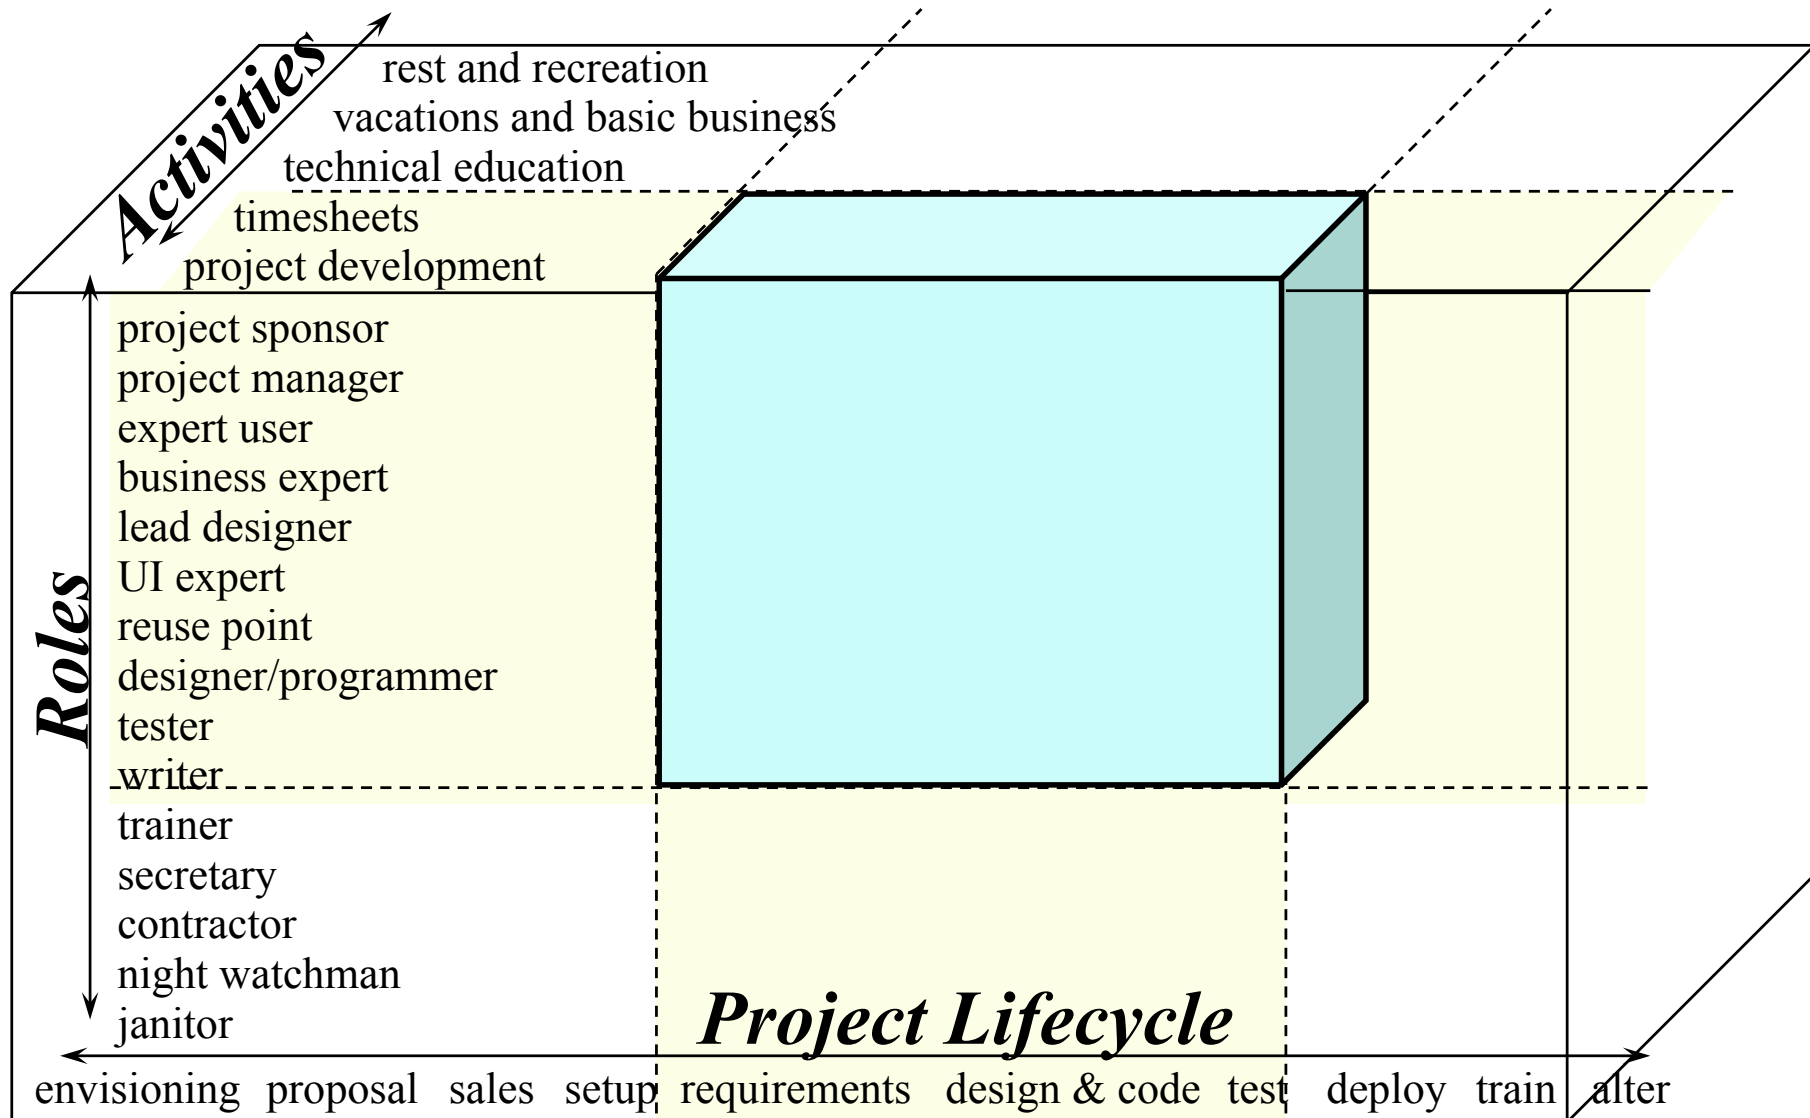 Activities
rest and recreation
vacations and basic business
technical education
timesheets
project development
Roles
project sponsor
project manager
expert user
business expert
lead designer
UI expert
reuse point
designer/programmer
tester
writer
trainer
secretary
contractor
night watchman
janitor
Project Lifecycle
envisioning proposal sales setup requirements design & code test deploy train alter